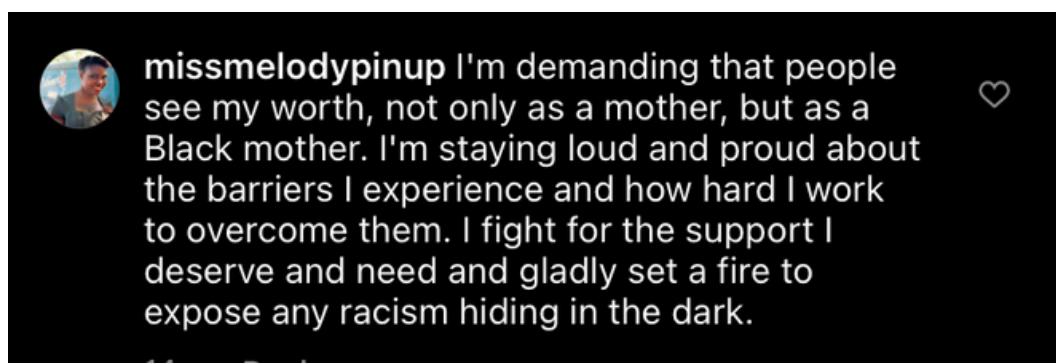 missmelodypinup I'm demanding that people
see my worth, not only as a mother, but as a
Black mother. I'm staying loud and proud about
the barriers I experience and how hard I work
to overcome them. I fight for the support I
deserve and need and gladly set a fire to
expose any racism hiding in the dark.